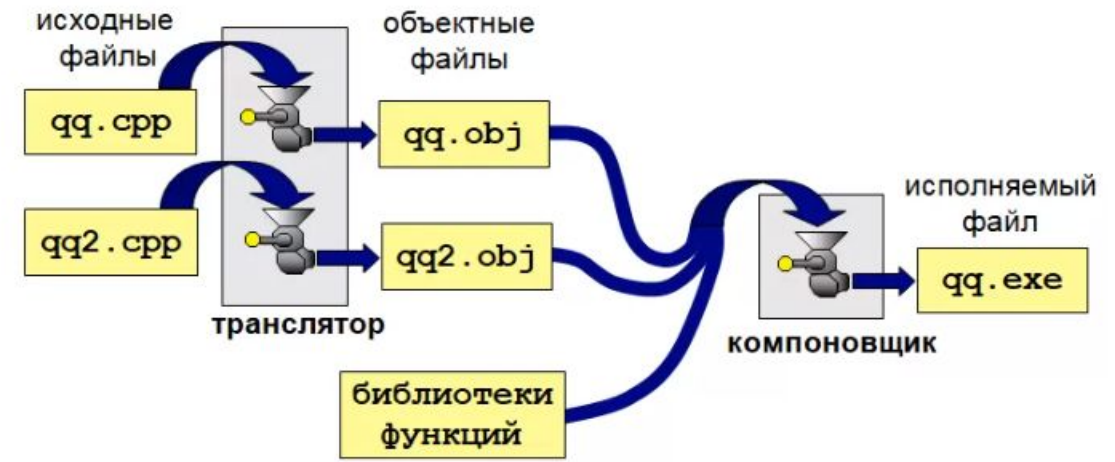 исходные
файлы
объектные
файлы
qq.cpp
qq.obj
qq2.cpp
qq2.obj
транслятор
библиотеки
функций
компоновщик
исполняемый
файл
qq.exe